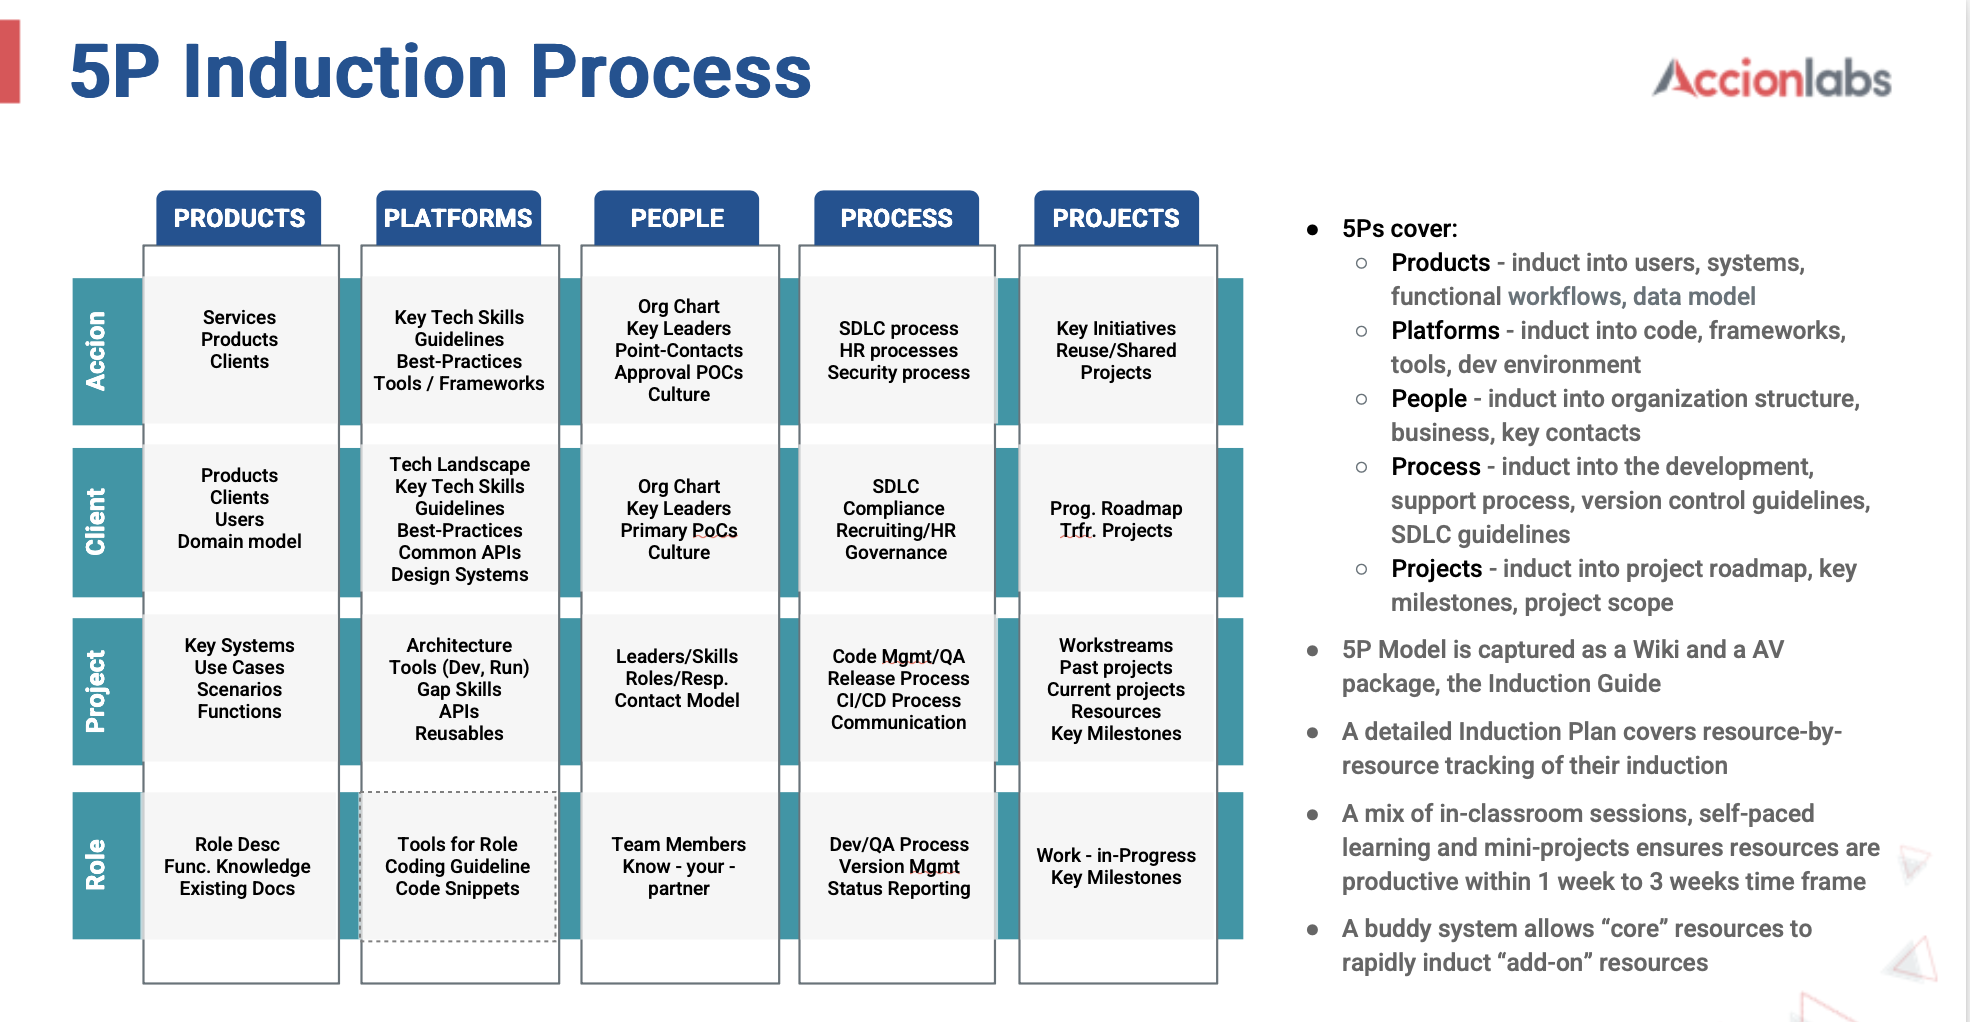 5P Induction Process
Accionlabs
PRODUCTS
PLATFORMS
PEOPLE
PROCESS
PROJECTS
Accion
Services
Products
Clients
Key Tech Skills
Guidelines
Best-Practices
Tools / Frameworks
Org Chart
Key Leaders
Point-Contacts
Approval POCs
Culture
SDLC process
HR processes
Security process
Key Initiatives
Reuse/Shared
Projects
Client
Products
Clients
Users
Domain model
Tech Landscape
Key Tech Skills
Guidelines
Best-Practices
Common APIs
Design Systems
Org Chart
Key Leaders
Primary PoCs
Culture
SDLC
Compliance
Recruiting/HR
Governance
Prog. Roadmap
Trfr. Projects
Project
Key Systems
Use Cases
Scenarios
Functions
Architecture
Tools (Dev, Run)
Gap Skills
APIs
Reusables
Leaders/Skills
Roles/Resp.
Contact Model
Code Mgmt/QA
Release Process
CI/CD Process
Communication
Workstreams
Past projects
Current projects
Resources
Key Milestones
Role
Role Desc
Func. Knowledge
Existing Docs
Tools for Role
Coding Guideline
Code Snippets
Team Members
Know - your -
partner
Dev/QA Process
Version Mgmt
Status Reporting
Work - in-Progress
Key Milestones
● 5Ps cover:
○ Products - induct into users, systems,
functional workflows, data model
○ Platforms - induct into code, frameworks,
tools, dev environment
○ People - induct into organization structure,
business, key contacts
○ Process - induct into the development,
support process, version control guidelines,
SDLC guidelines
○ Projects - induct into project roadmap, key
milestones, project scope
● 5P Model is captured as a Wiki and a AV
package, the Induction Guide
● A detailed Induction Plan covers resource-by-
resource tracking of their induction
● A mix of in-classroom sessions, self-paced
learning and mini-projects ensures resources are
productive within 1 week to 3 weeks time frame
● A buddy system allows “core” resources to
rapidly induct “add-on” resources